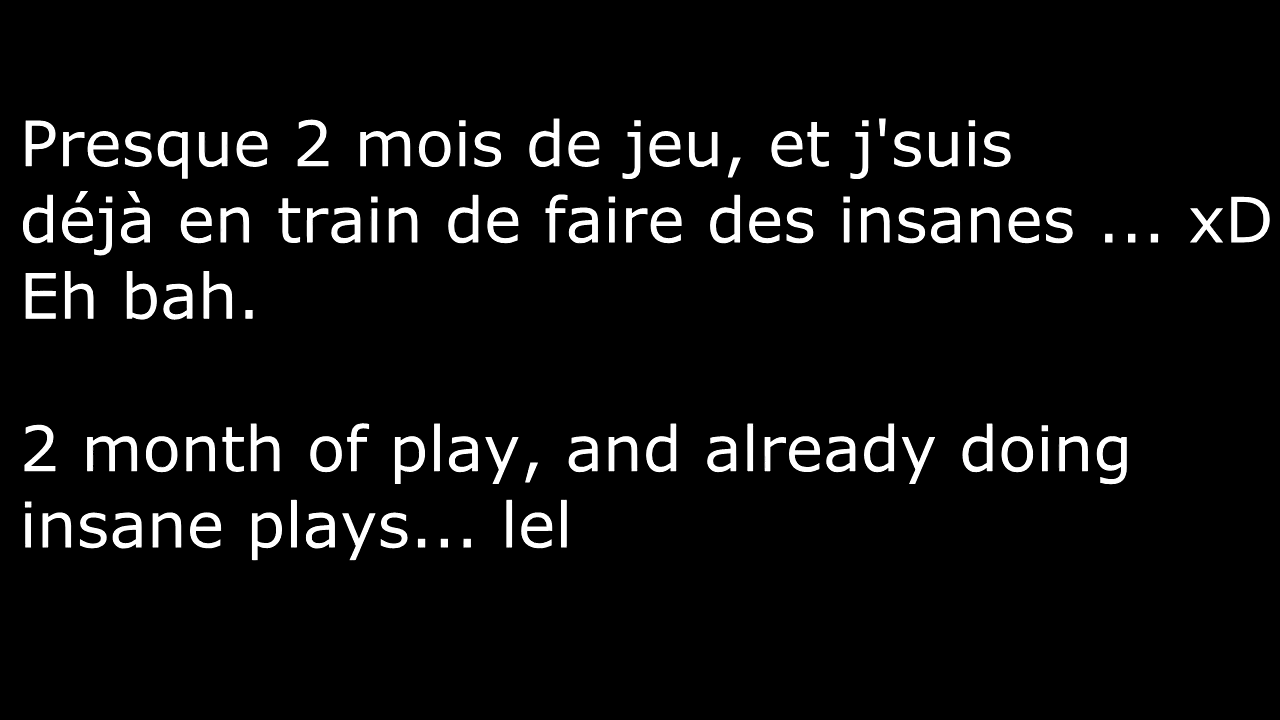 Presque 2 mois de jeu, et j'suis
déjà en train de faire des insanes ... xD
Eh bah.
2 month of play, and already doing
insane plays... lel